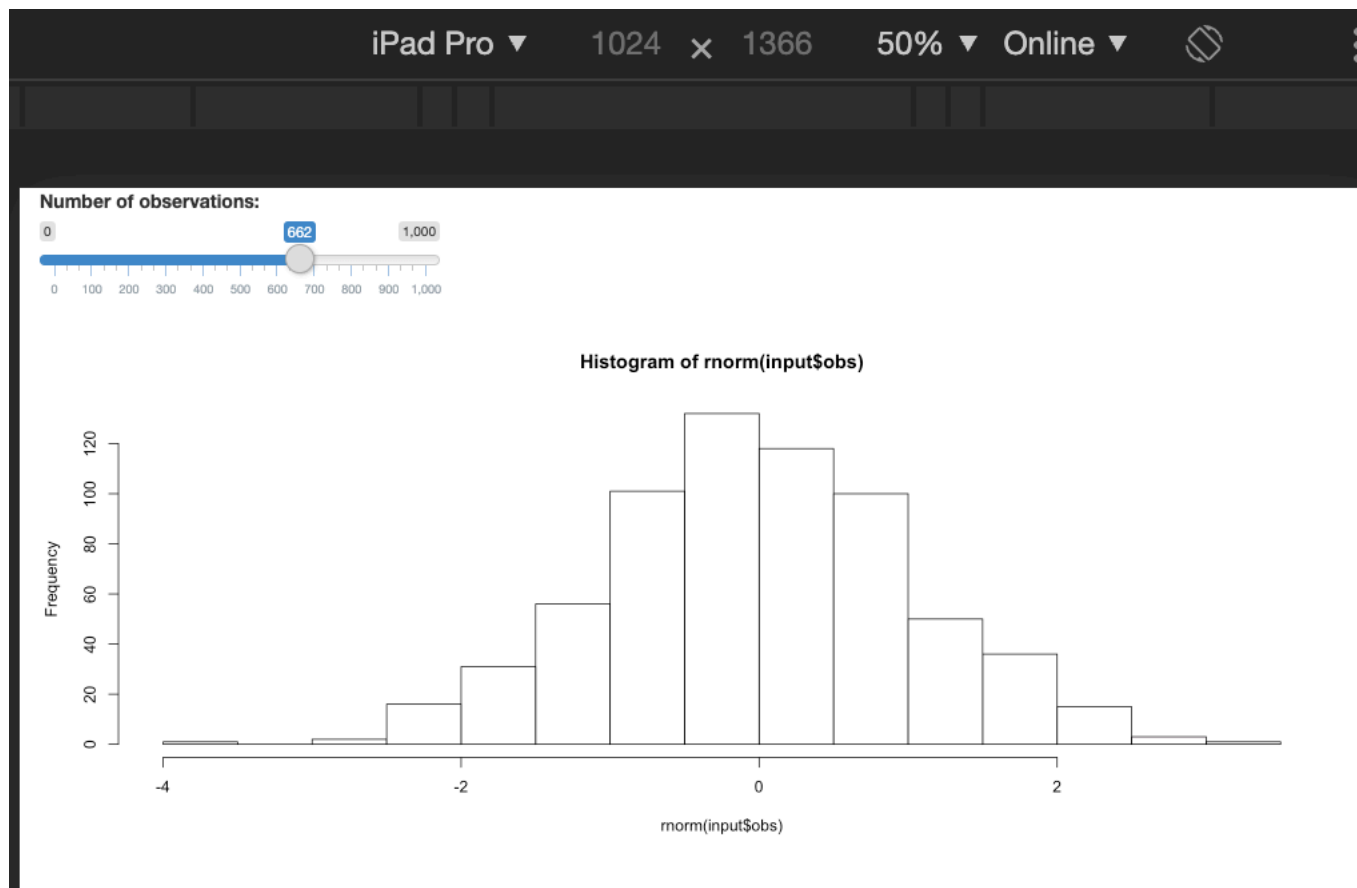 iPad Pro ▼ 1024 × 1366 50% ▼ Online ▼
Number of observations:
0 662 1,000
0 100 200 300 400 500 600 700 800 900 1,000
Histogram of rnorm(input$obs)
Frequency
120
100
80
60
40
20
0
-4 -2 0 2
rnorm(input$obs)